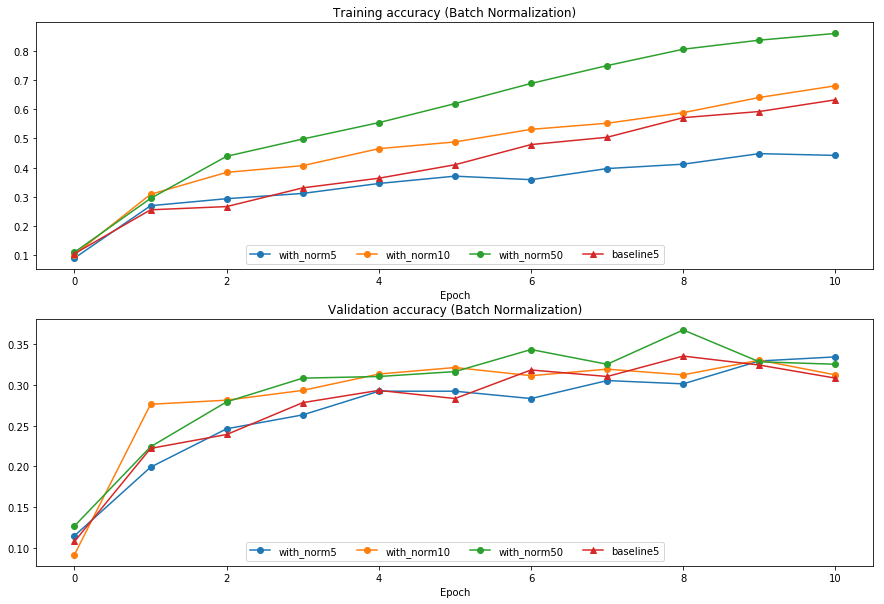 Training accuracy (Batch Normalization)
0.8
0.7
0.6
0.5
0.4
0.3
0.2
0.1
with_norm5 with_norm10 with_norm50 baseline5
0 2 4 6 8 10
Epoch
Validation accuracy (Batch Normalization)
0.35
0.30
0.25
0.20
0.15
0.10
with_norm5 with_norm10 with_norm50 baseline5
0 2 4 6 8 10
Epoch